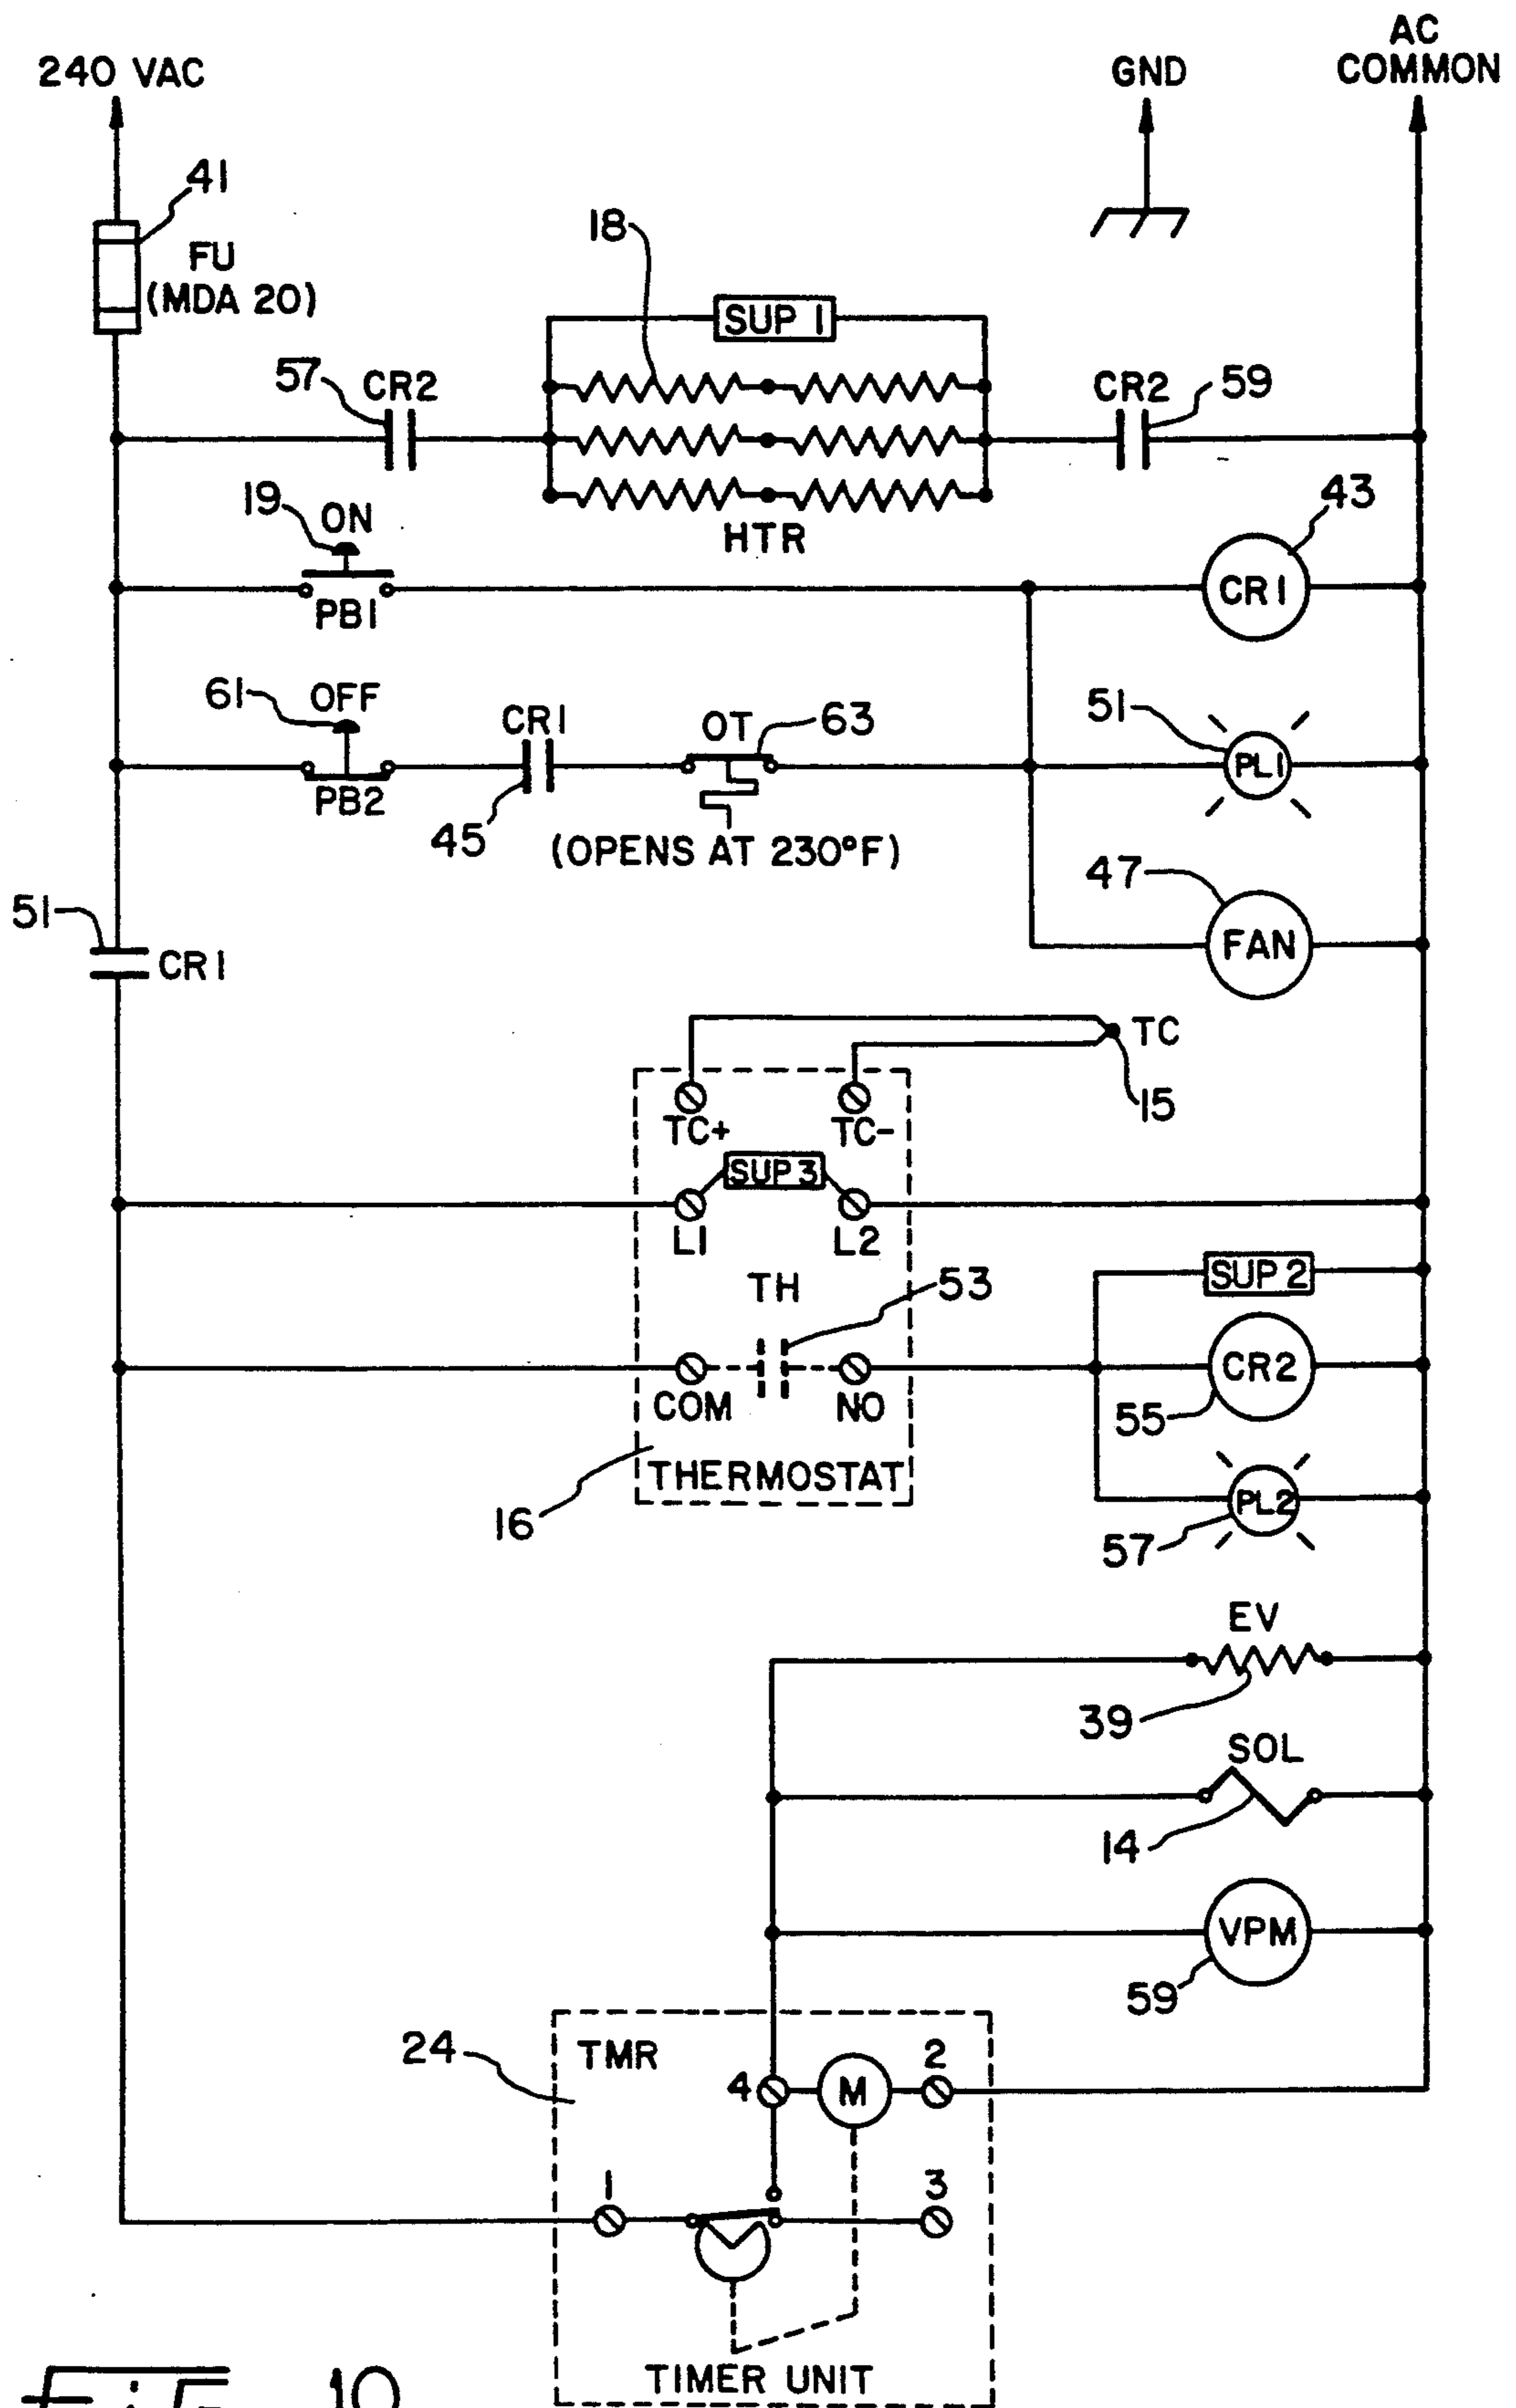 240 VAC
GND
AC
COMMON
41
FU
(MDA 20)
18
SUP 1
57
CR2
CR2
59
HTR
19
ON
PB1
43
CR1
61
OFF
PB2
CR1
45
OT
63
(OPENS AT 230°F)
51
PL1
47
FAN
51
CR1
TC
15
TC+
TC-
SUP 3
L1
L2
TH
53
COM
NO
THERMOSTAT
16
SUP 2
CR2
55
PL2
57
EV
39
SOL
14
VPM
59
24
TMR
4
M
2
1
3
TIMER UNIT
Fig. 10